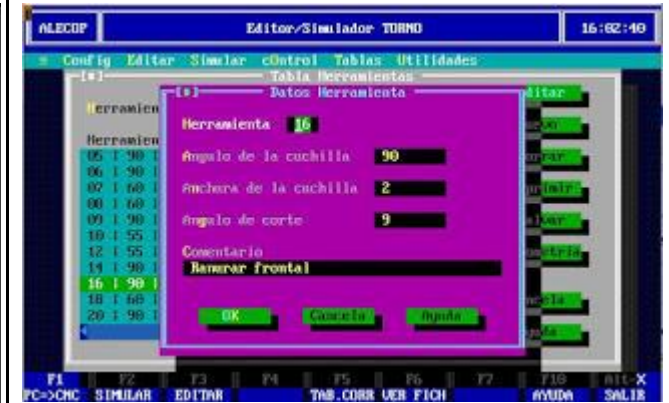 ALECOP Editor/Simulador TORNO 16:02:40
≡ Config Editar Simular cOntrol Tablas Utilidades
[■] Tabla Herramientas
[■] Datos Herramienta
Herramienta 16
Herramien
Herramien
Angulo de la cuchilla 90
05 | 90 |
06 | 90 |
Anchura de la cuchilla 2
07 | 60 |
08 | 60 |
Angulo de corte 9
09 | 90 |
10 | 55 |
12 | 55 |
Comentario
14 | 90 |
Ranurar frontal
16 | 90 |
18 | 60 |
20 | 90 |
OK Cancela Ayuda
F1 F2 F3 F4 F5 F6 F7 F10 Alt-X
PC=>CNC SIMULAR EDITAR TAB.CORR VER FICH AYUDA SALIR